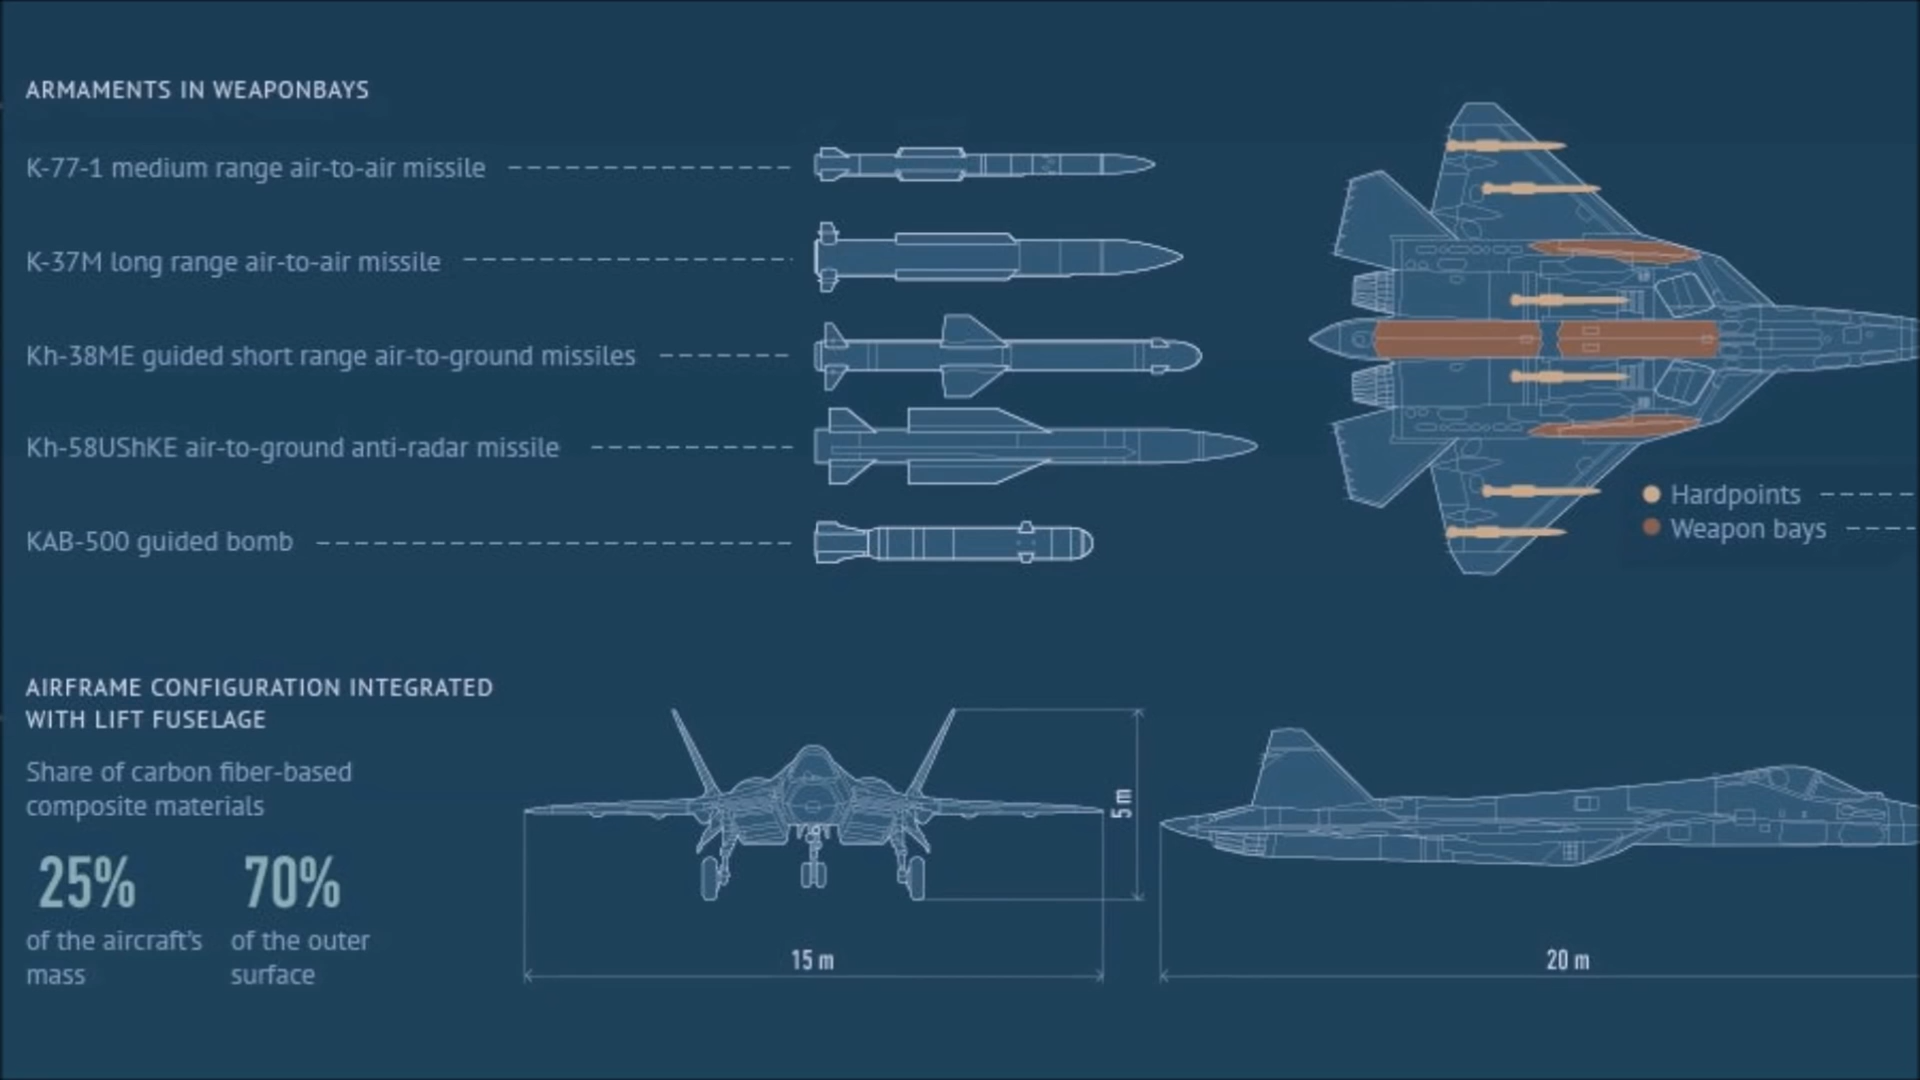 ARMAMENTS IN WEAPONBAYS
K-77-1 medium range air-to-air missile
K-37M long range air-to-air missile
Kh-38ME guided short range air-to-ground missiles
Kh-58UShKE air-to-ground anti-radar missile
KAB-500 guided bomb
Hardpoints
Weapon bays
AIRFRAME CONFIGURATION INTEGRATED
WITH LIFT FUSELAGE
Share of carbon fiber-based
composite materials
25%
of the aircraft's
mass
70%
of the outer
surface
5 m
15 m
20 m